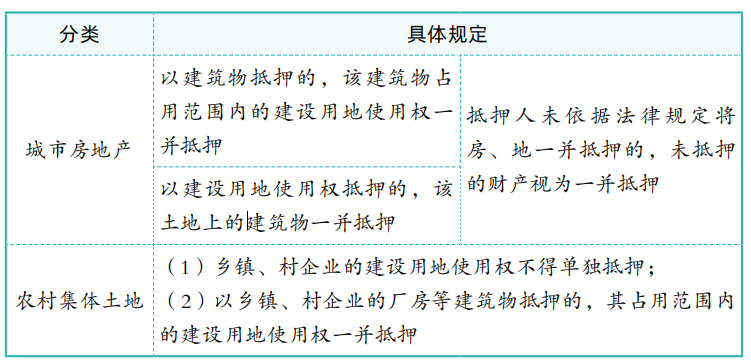 分类
具体规定
城市房地产
以建筑物抵押的，该建筑物占
用范围内的建设用地使用权一
并抵押
以建设用地使用权抵押的，该
土地上的建筑物一并抵押
抵押人未依据法律规定将
房、地一并抵押的，未抵押
的财产视为一并抵押
农村集体土地
（1）乡镇、村企业的建设用地使用权不得单独抵押；
（2）以乡镇、村企业的厂房等建筑物抵押的，其占用范围内
的建设用地使用权一并抵押